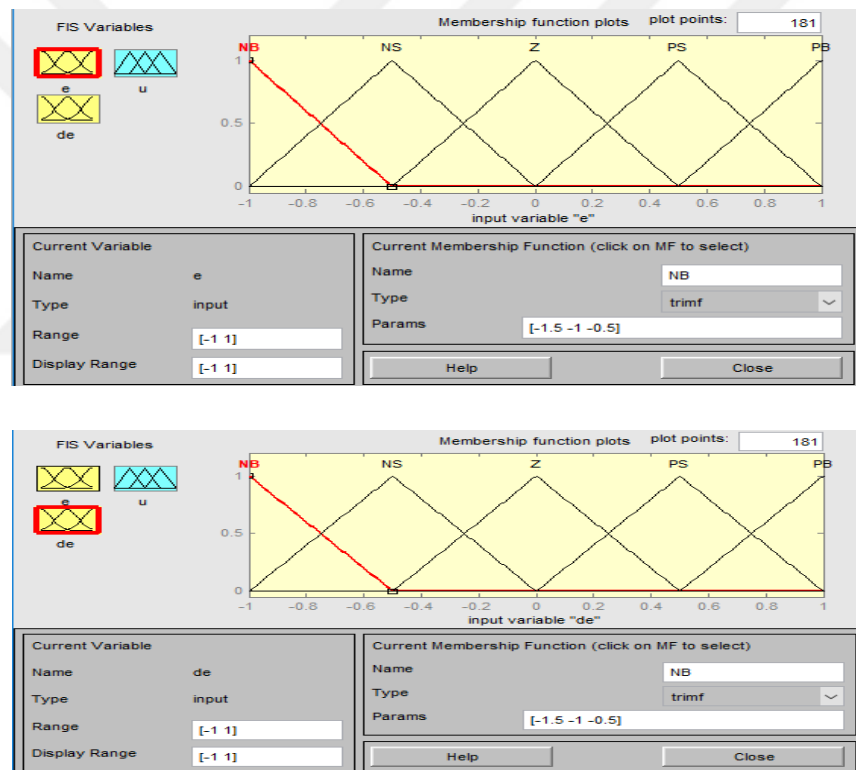 FIS Variables
Membership function plots plot points: 181
NB NS Z PS PB
e u
de
1
0.5
0
-1 -0.8 -0.6 -0.4 -0.2 0 0.2 0.4 0.6 0.8 1
input variable "e"
Current Variable
Name e
Type input
Range [-1 1]
Display Range [-1 1]
Current Membership Function (click on MF to select)
Name NB
Type trimf
Params [-1.5 -1 -0.5]
Help Close
FIS Variables
Membership function plots plot points: 181
NB NS Z PS PB
e u
de
1
0.5
0
-1 -0.8 -0.6 -0.4 -0.2 0 0.2 0.4 0.6 0.8 1
input variable "de"
Current Variable
Name de
Type input
Range [-1 1]
Display Range [-1 1]
Current Membership Function (click on MF to select)
Name NB
Type trimf
Params [-1.5 -1 -0.5]
Help Close